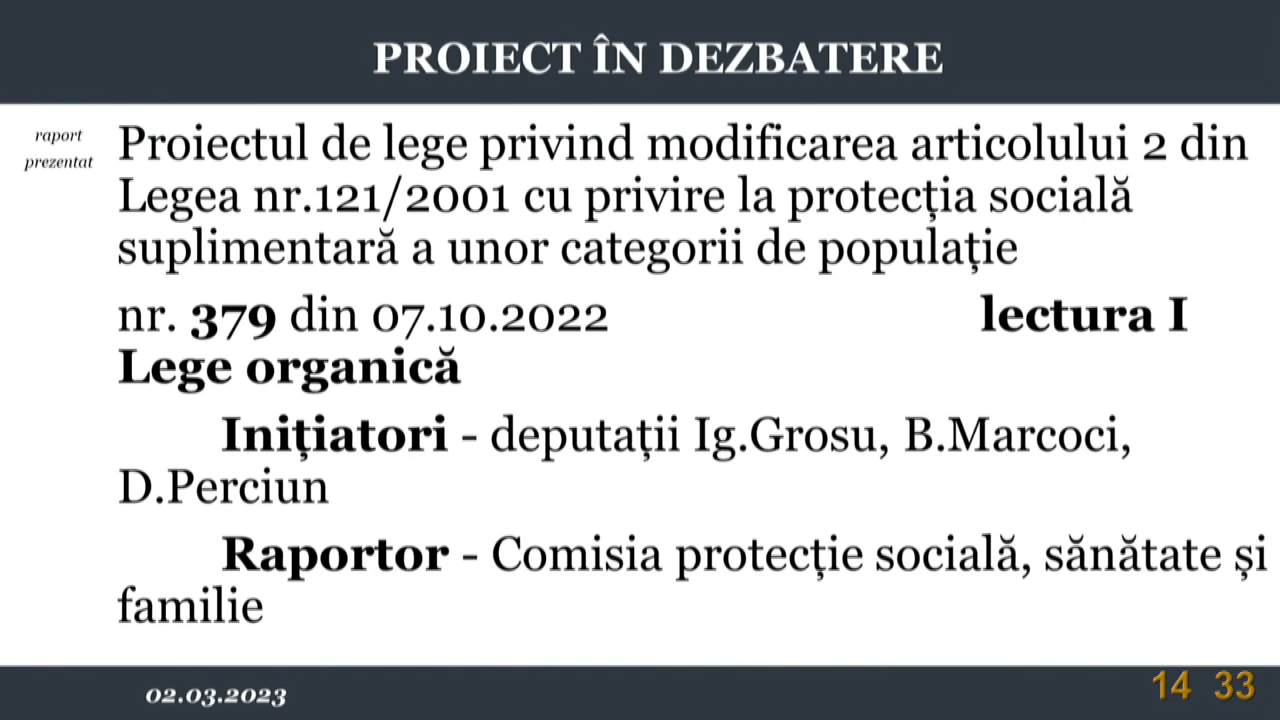 PROIECT ÎN DEZBATERE
raport
prezentat
Proiectul de lege privind modificarea articolului 2 din
Legea nr.121/2001 cu privire la protecția socială
suplimentară a unor categorii de populație
nr. 379 din 07.10.2022 lectura I
Lege organică
Inițiatori - deputații Ig.Grosu, B.Marcoci,
D.Perciun
Raportor - Comisia protecție socială, sănătate și
familie
02.03.2023
14 33